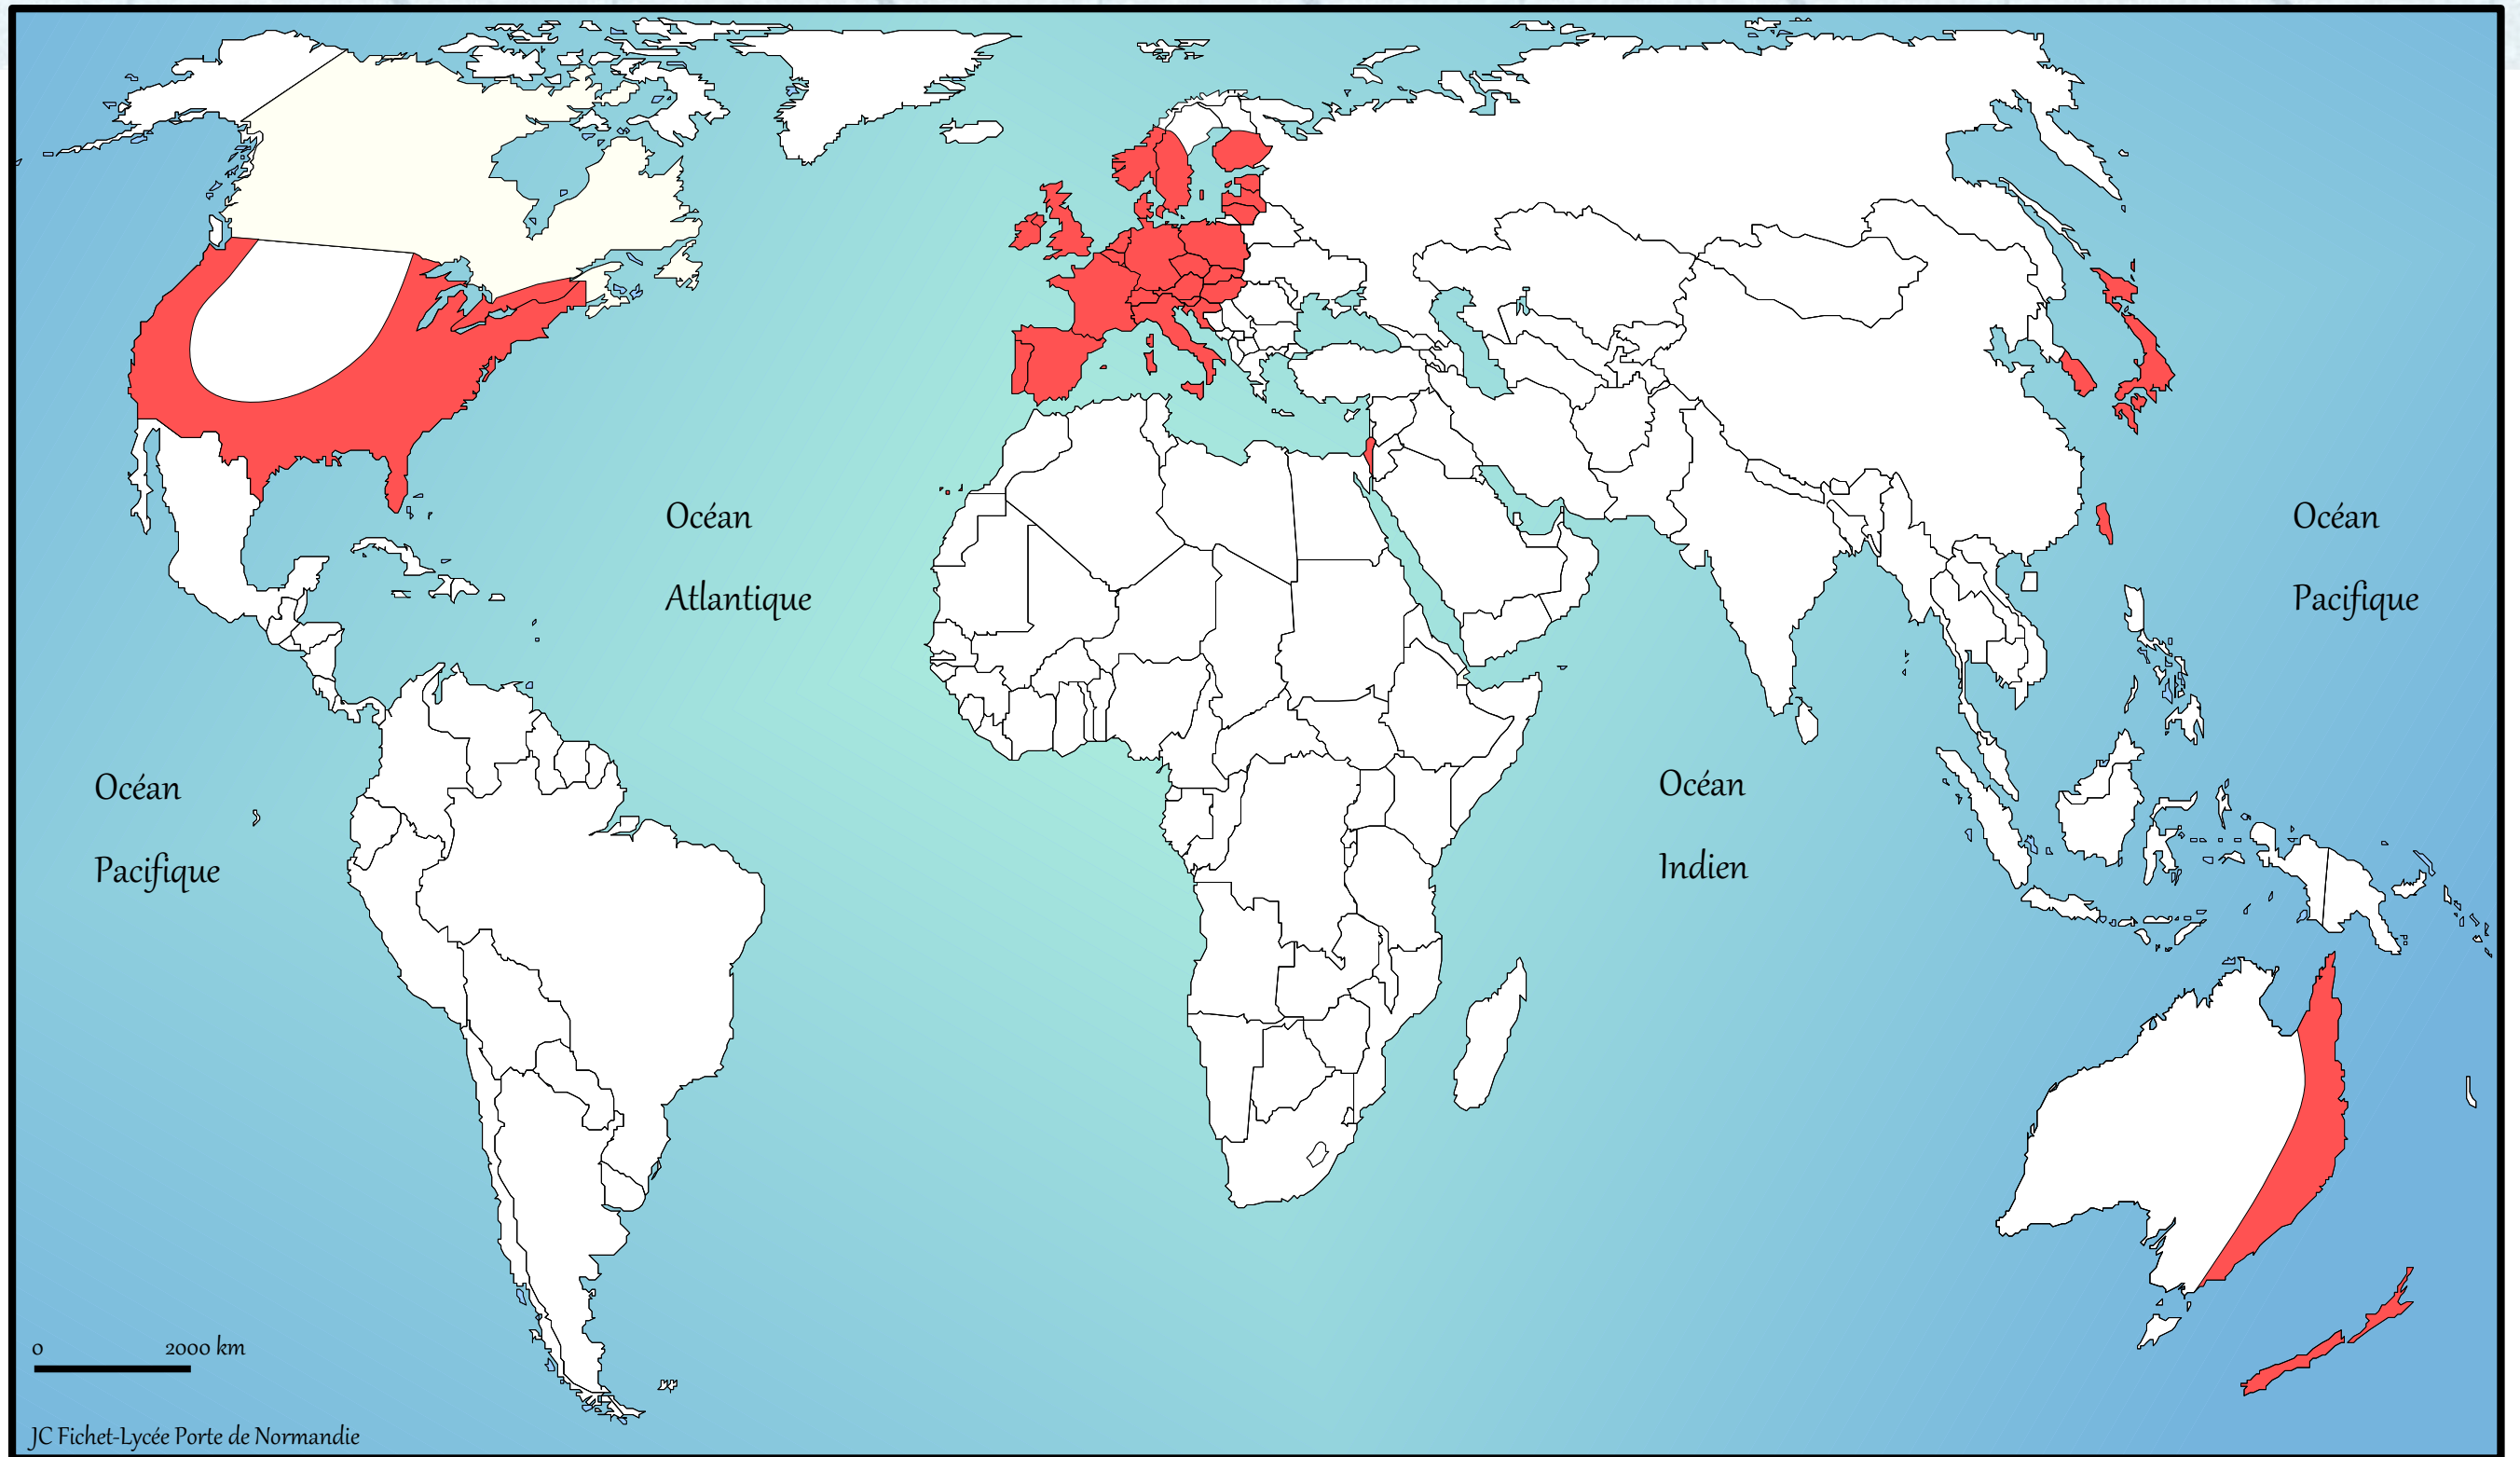 Océan
Atlantique
Océan
Pacifique
Océan
Pacifique
Océan
Indien
0 2000 km
JC Fichet-Lycée Porte de Normandie